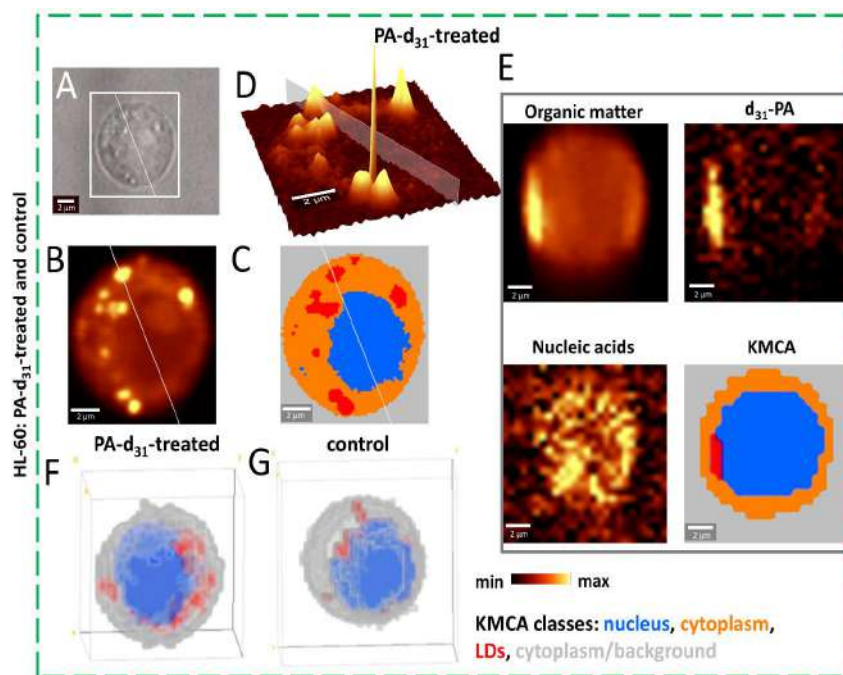 HL-60: PA-d₃₁-treated and control
PA-d₃₁-treated
A
2 µm
D
2 µm
B
2 µm
C
2 µm
E
Organic matter
2 µm
d₃₁-PA
2 µm
Nucleic acids
2 µm
KMCA
2 µm
PA-d₃₁-treated
F
control
G
min
max
KMCA classes: nucleus, cytoplasm,
LDs, cytoplasm/background